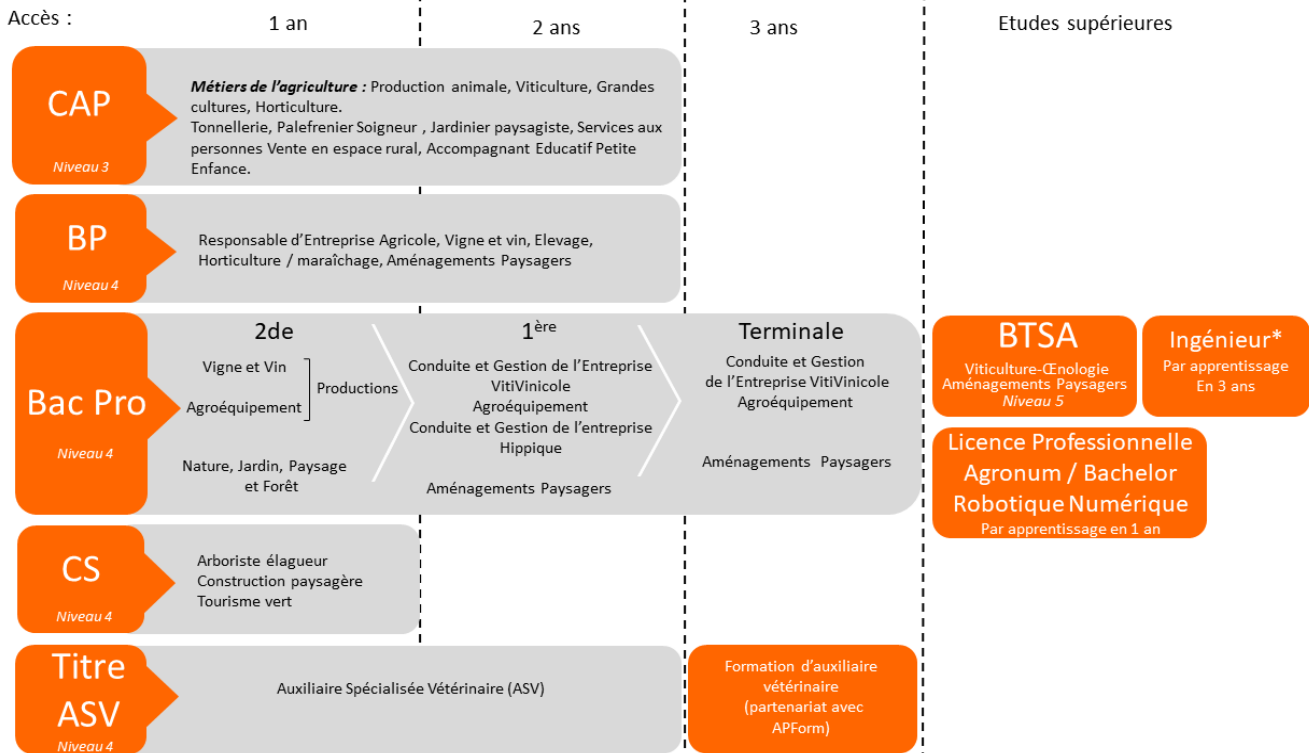 Accès :
1 an
2 ans
3 ans
Etudes supérieures
CAP
Niveau 3
Métiers de l'agriculture : Production animale, Viticulture, Grandes
cultures, Horticulture.
Tonnellerie, Palefrenier Soigneur , Jardinier paysagiste, Services aux
personnes Vente en espace rural, Accompagnant Educatif Petite
Enfance.
BP
Niveau 4
Responsable d'Entreprise Agricole, Vigne et vin, Elevage,
Horticulture / maraîchage, Aménagements Paysagers
Bac Pro
Niveau 4
2de
Vigne et Vin
Agroéquipement
Productions
Nature, Jardin, Paysage
et Forêt
1ère
Conduite et Gestion de l'Entreprise
VitiVinicole
Agroéquipement
Conduite et Gestion de l'entreprise
Hippique
Aménagements Paysagers
Terminale
Conduite et Gestion
de l'Entreprise VitiVinicole
Agroéquipement
Aménagements Paysagers
BTSA
Viticulture-Œnologie
Aménagements Paysagers
Niveau 5
Ingénieur*
Par apprentissage
En 3 ans
Licence Professionnelle
Agronum / Bachelor
Robotique Numérique
Par apprentissage en 1 an
CS
Niveau 4
Arboriste élagueur
Construction paysagère
Tourisme vert
Titre
ASV
Niveau 4
Auxiliaire Spécialisée Vétérinaire (ASV)
Formation d'auxiliaire
vétérinaire
(partenariat avec
APForm)